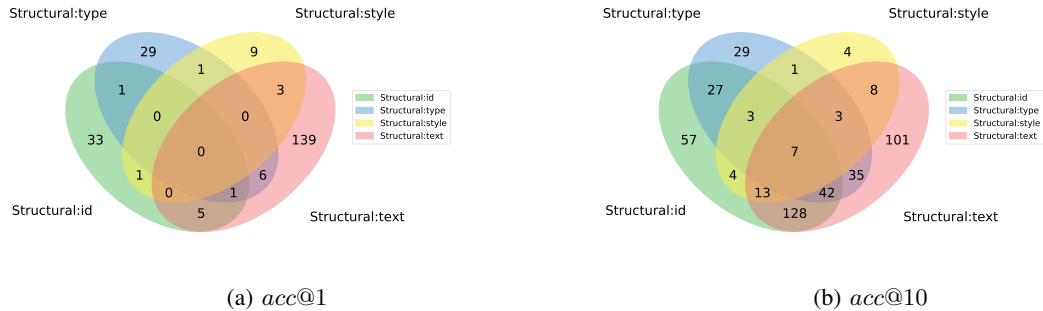 Structural:type
Structural:style
29
9
1
1
3
0
0
33
0
139
1
0
1
6
5
Structural:id
Structural:text
Structural:id
Structural:type
Structural:style
Structural:text
(a) acc@1
Structural:type
Structural:style
29
4
1
27
8
3
3
57
7
101
4
13
42
35
128
Structural:id
Structural:text
Structural:id
Structural:type
Structural:style
Structural:text
(b) acc@10